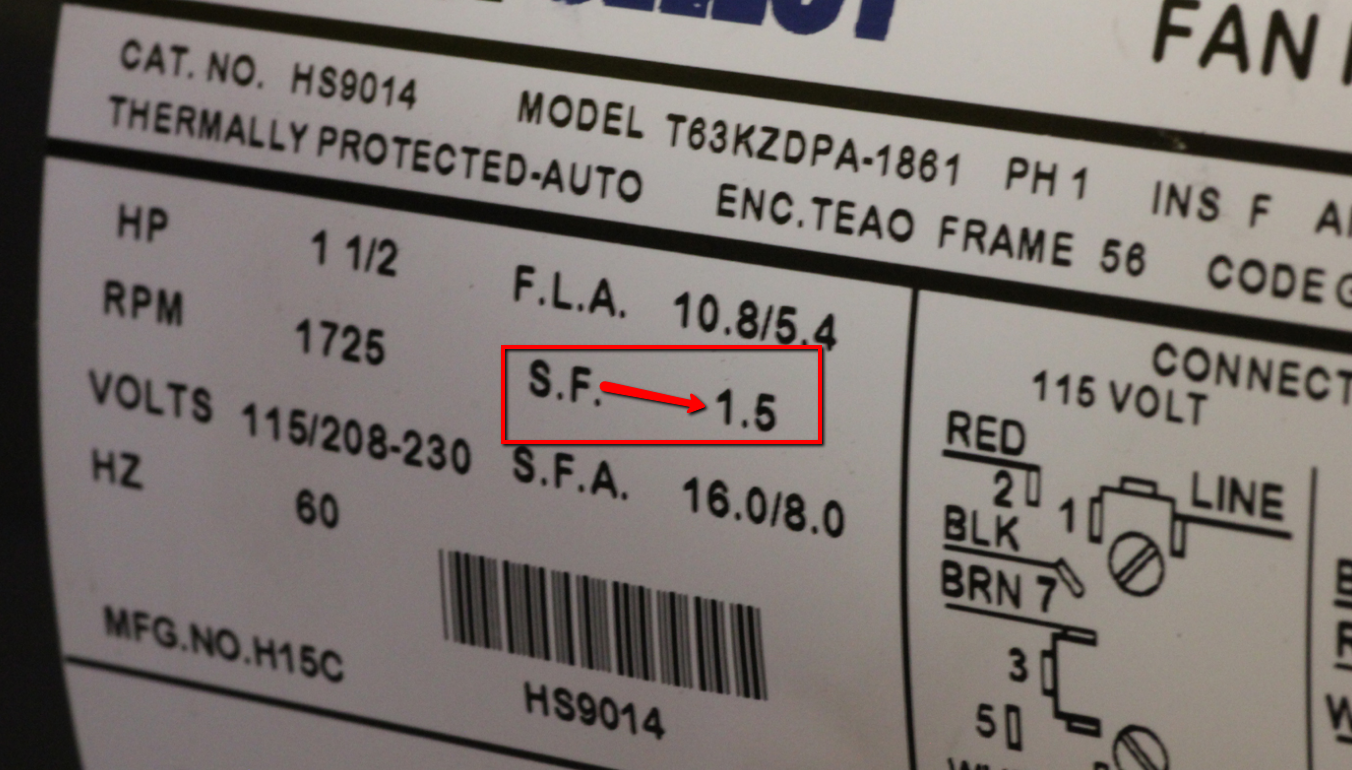 FAN
CAT. NO. HS9014 MODEL T63KZDPA-1861 PH 1 INS F
THERMALLY PROTECTED-AUTO ENC.TEAO FRAME 56 CODE G
HP 1 1/2 F.L.A. 10.8/5.4
RPM 1725 S.F. 1.5
VOLTS 115/208-230 S.F.A. 16.0/8.0
HZ 60
MFG.NO.H15C
HS9014
CONNECT
115 VOLT
RED
2
1 LINE
BLK
BRN 7
3
5